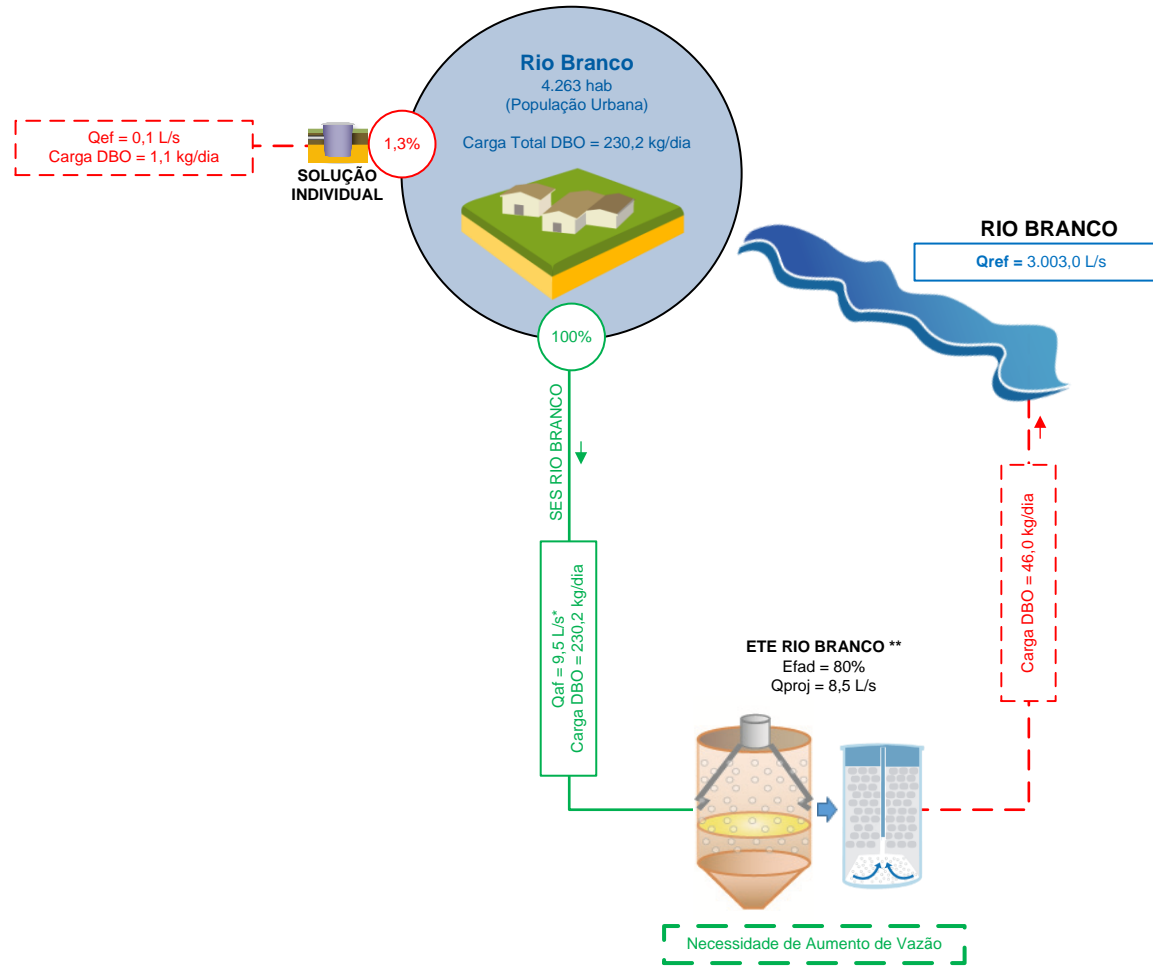 Rio Branco
4.263 hab
(População Urbana)
Carga Total DBO = 230,2 kg/dia
Qef = 0,1 L/s
Carga DBO = 1,1 kg/dia
1,3%
SOLUÇÃO
INDIVIDUAL
RIO BRANCO
Qref = 3.003,0 L/s
100%
SES RIO BRANCO
Qaf = 9,5 L/s*
Carga DBO = 230,2 kg/dia
ETE RIO BRANCO **
Efad = 80%
Qproj = 8,5 L/s
Carga DBO = 46,0 kg/dia
Necessidade de Aumento de Vazão